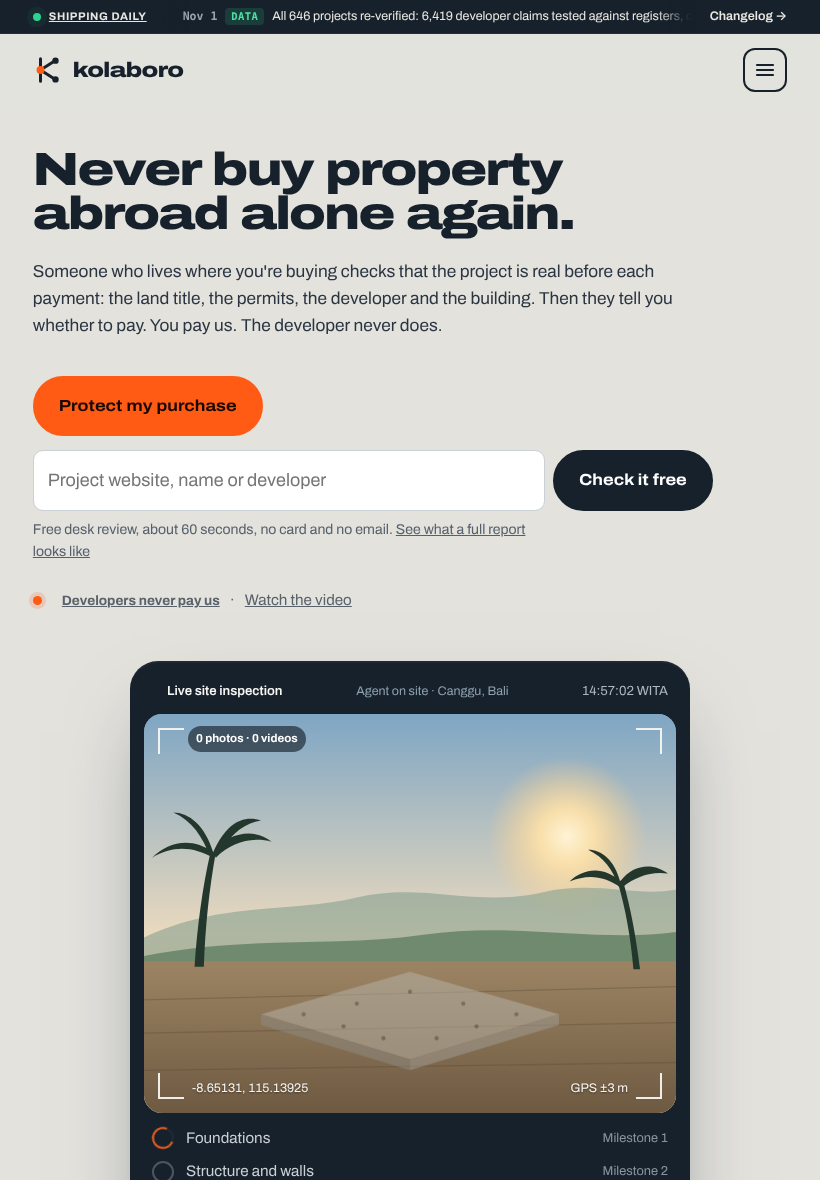 SHIPPING DAILY Nov 1 DATA All 646 projects re-verified: 6,419 developer claims tested against registers, Changelog →
kolaboro
Never buy property
abroad alone again.
Someone who lives where you're buying checks that the project is real before each
payment: the land title, the permits, the developer and the building. Then they tell you
whether to pay. You pay us. The developer never does.
Protect my purchase
Project website, name or developer Check it free
Free desk review, about 60 seconds, no card and no email. See what a full report
looks like
Developers never pay us · Watch the video
Live site inspection Agent on site · Canggu, Bali 14:57:02 WITA
0 photos · 0 videos
-8.65131, 115.13925 GPS ±3 m
Foundations Milestone 1
Structure and walls Milestone 2